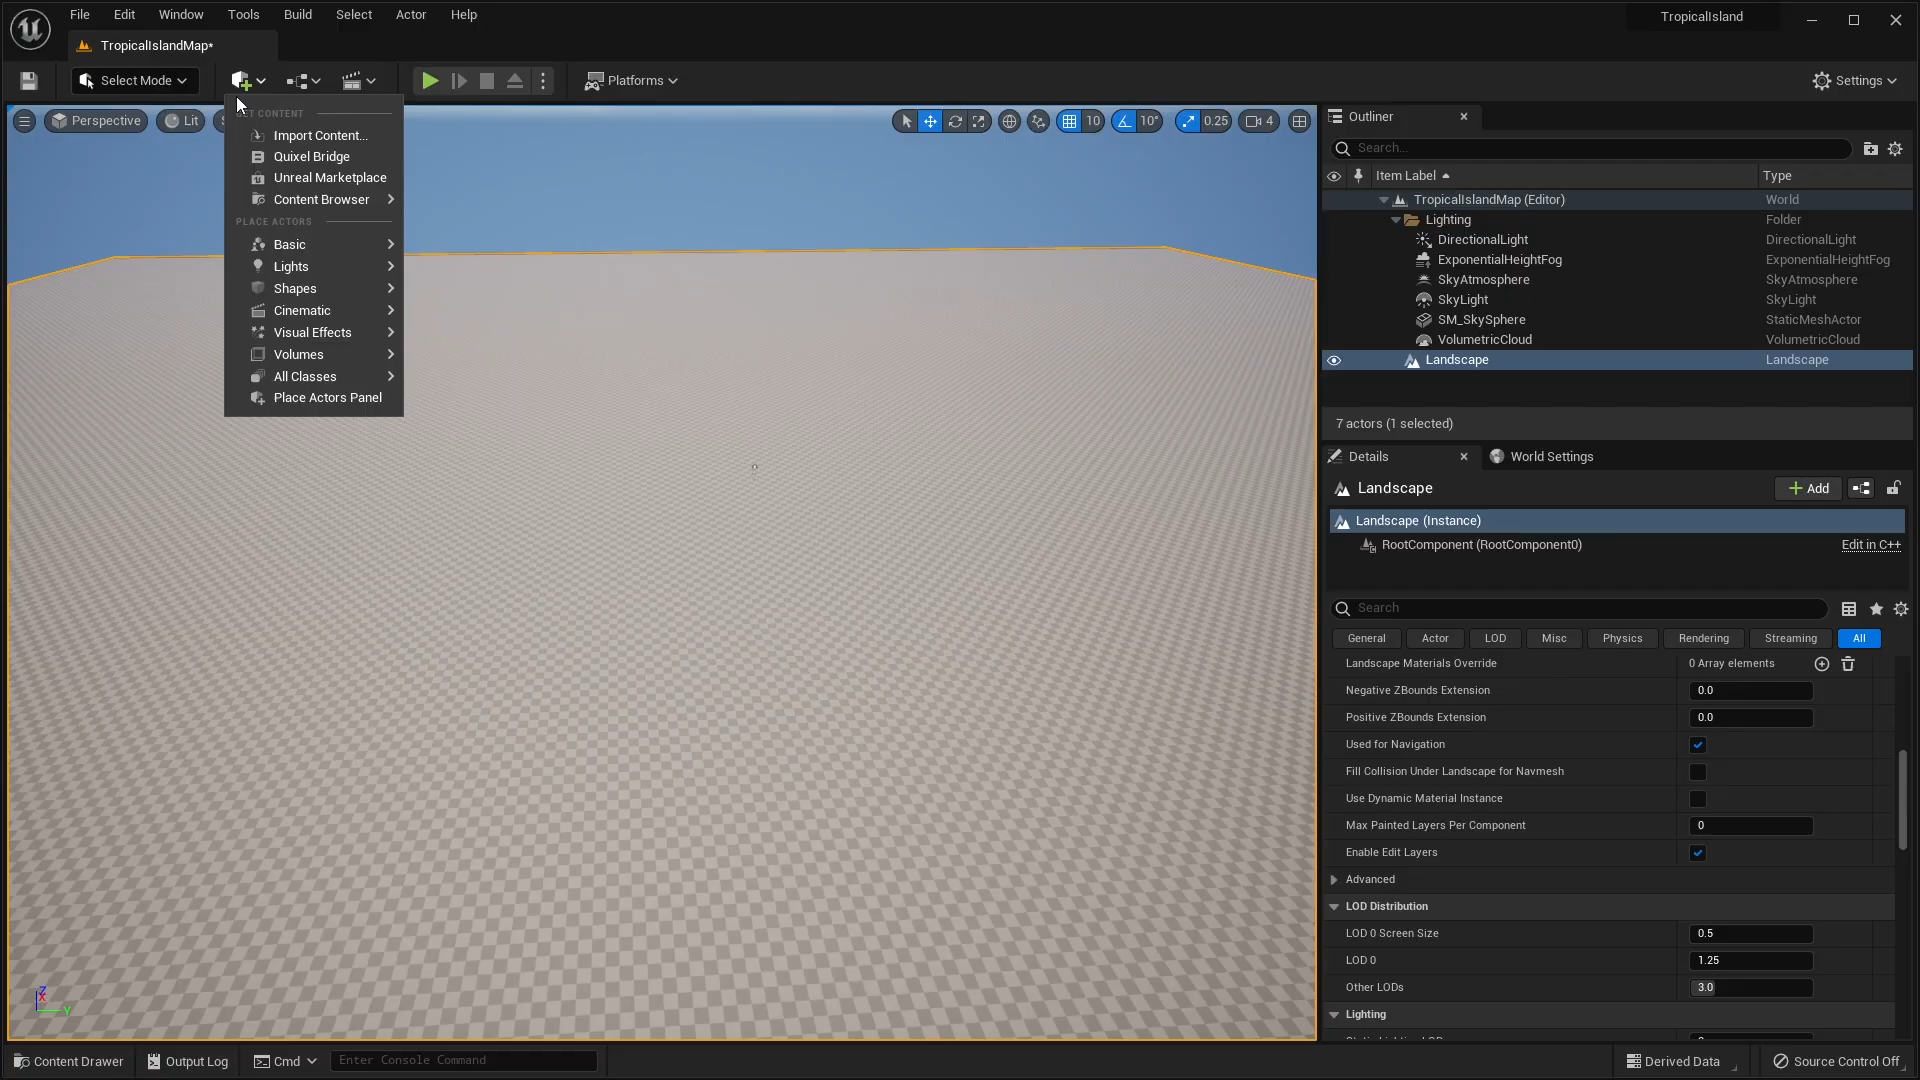 File Edit Window Tools Build Select Actor Help
TropicalIsland
TropicalIslandMap*
Select Mode
Platforms
Settings
Perspective
Lit
10
10°
0.25
4
CONTENT
Import Content...
Quixel Bridge
Unreal Marketplace
Content Browser
PLACE ACTORS
Basic
Lights
Shapes
Cinematic
Visual Effects
Volumes
All Classes
Place Actors Panel
Z
X
Y
Outliner
Search...
Item Label Type
TropicalIslandMap (Editor) World
Lighting Folder
DirectionalLight DirectionalLight
ExponentialHeightFog ExponentialHeightFog
SkyAtmosphere SkyAtmosphere
SkyLight SkyLight
SM_SkySphere StaticMeshActor
VolumetricCloud VolumetricCloud
Landscape Landscape
7 actors (1 selected)
Details World Settings
Landscape Add
Landscape (Instance)
RootComponent (RootComponent0) Edit in C++
Search
General Actor LOD Misc Physics Rendering Streaming All
Landscape Materials Override 0 Array elements
Negative ZBounds Extension 0.0
Positive ZBounds Extension 0.0
Used for Navigation
Fill Collision Under Landscape for Navmesh
Use Dynamic Material Instance
Max Painted Layers Per Component 0
Enable Edit Layers
Advanced
LOD Distribution
LOD 0 Screen Size 0.5
LOD 0 1.25
Other LODs 3.0
Lighting
Content Drawer Output Log Cmd Enter Console Command Derived Data Source Control Off